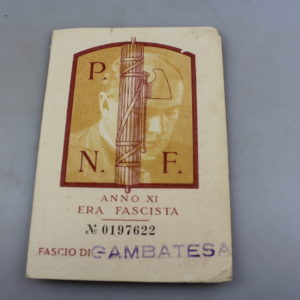 P.
N. F.
ANNO XI
ERA FASCISTA
№ 0197622
FASCIO DI GAMBATESA